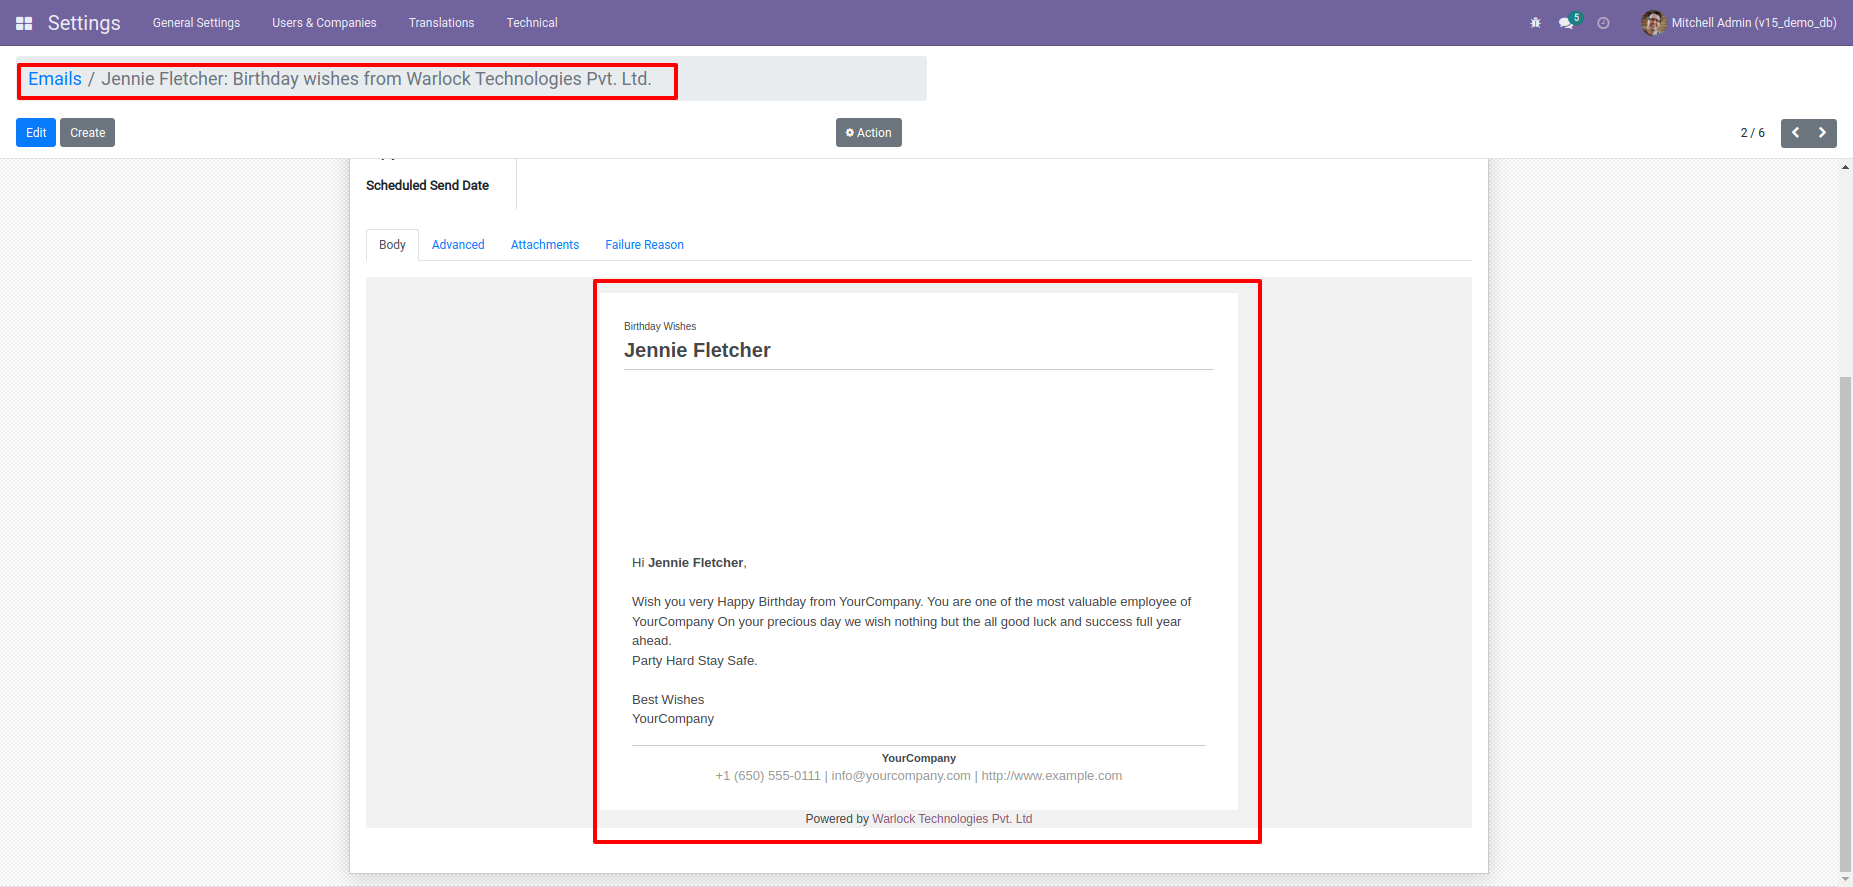 Settings General Settings Users & Companies Translations Technical 5 Mitchell Admin (v15_demo_db)
Emails / Jennie Fletcher: Birthday wishes from Warlock Technologies Pvt. Ltd.
Edit Create Action 2 / 6
Scheduled Send Date
Body Advanced Attachments Failure Reason
Birthday Wishes
Jennie Fletcher
Hi Jennie Fletcher,
Wish you very Happy Birthday from YourCompany. You are one of the most valuable employee of
YourCompany On your precious day we wish nothing but the all good luck and success full year
ahead.
Party Hard Stay Safe.
Best Wishes
YourCompany
YourCompany
+1 (650) 555-0111 | info@yourcompany.com | http://www.example.com
Powered by Warlock Technologies Pvt. Ltd